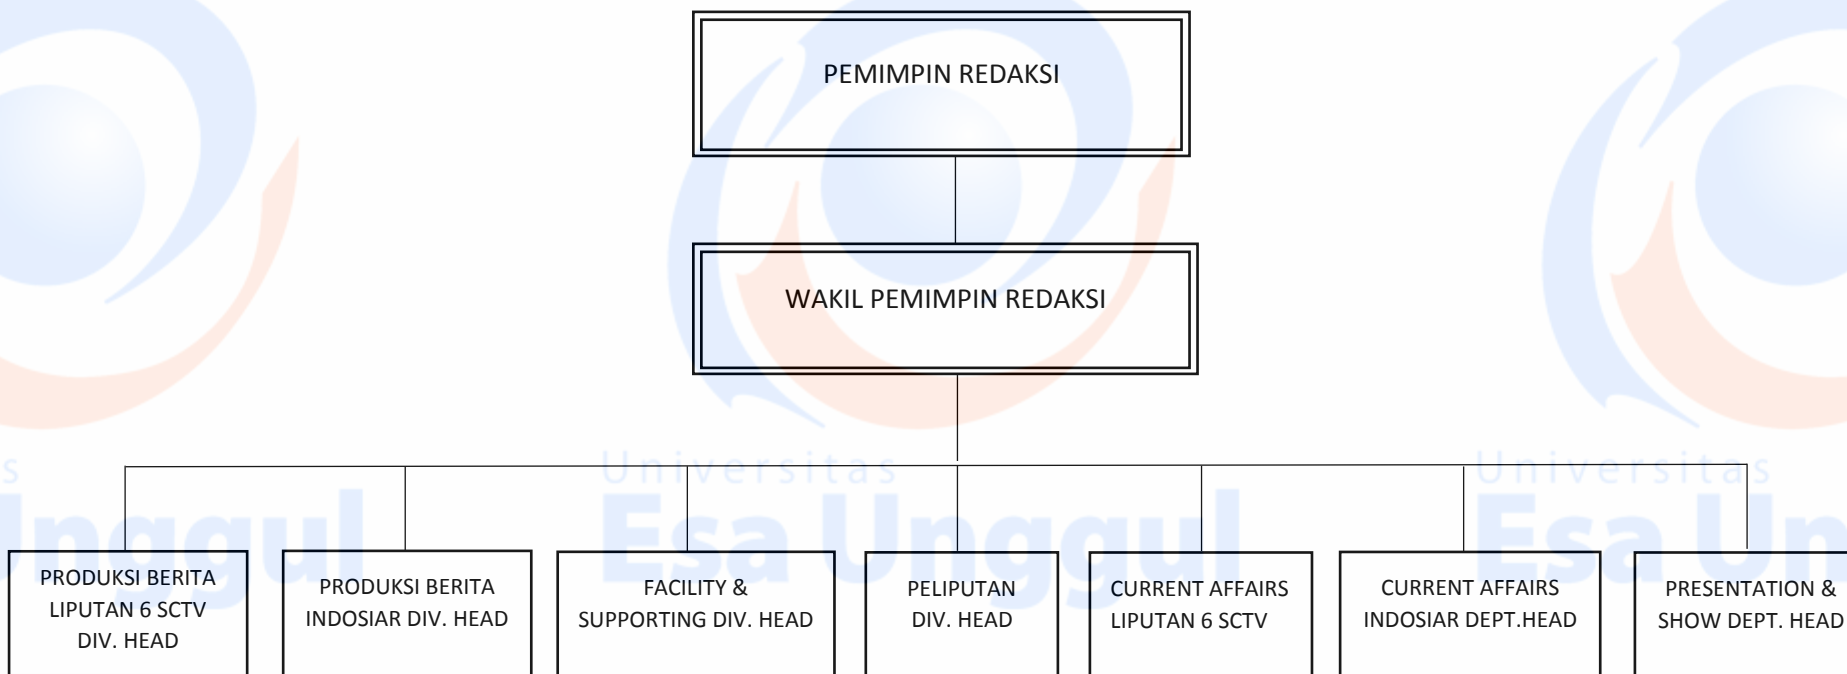 PEMIMPIN REDAKSI
WAKIL PEMIMPIN REDAKSI
PRODUKSI BERITA
LIPUTAN 6 SCTV
DIV. HEAD
PRODUKSI BERITA
INDOSIAR DIV. HEAD
FACILITY &
SUPPORTING DIV. HEAD
PELIPUTAN
DIV. HEAD
CURRENT AFFAIRS
LIPUTAN 6 SCTV
CURRENT AFFAIRS
INDOSIAR DEPT.HEAD
PRESENTATION &
SHOW DEPT. HEAD
s
Unggul
Universitas
Esa Unggul
Universitas
Esa Un